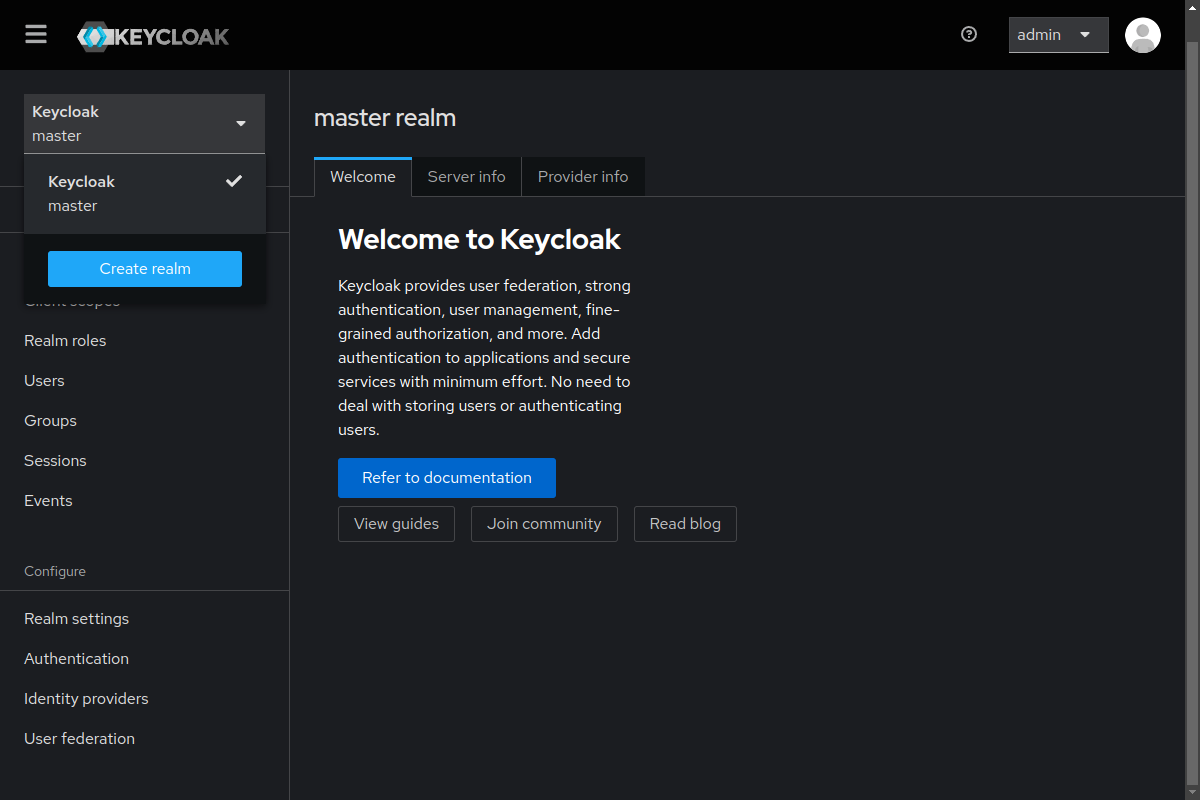 KEYCLOAK
admin
Keycloak
master
Keycloak
master
Create realm
Client scopes
Realm roles
Users
Groups
Sessions
Events
Configure
Realm settings
Authentication
Identity providers
User federation
master realm
Welcome
Server info
Provider info
Welcome to Keycloak
Keycloak provides user federation, strong
authentication, user management, fine-
grained authorization, and more. Add
authentication to applications and secure
services with minimum effort. No need to
deal with storing users or authenticating
users.
Refer to documentation
View guides
Join community
Read blog